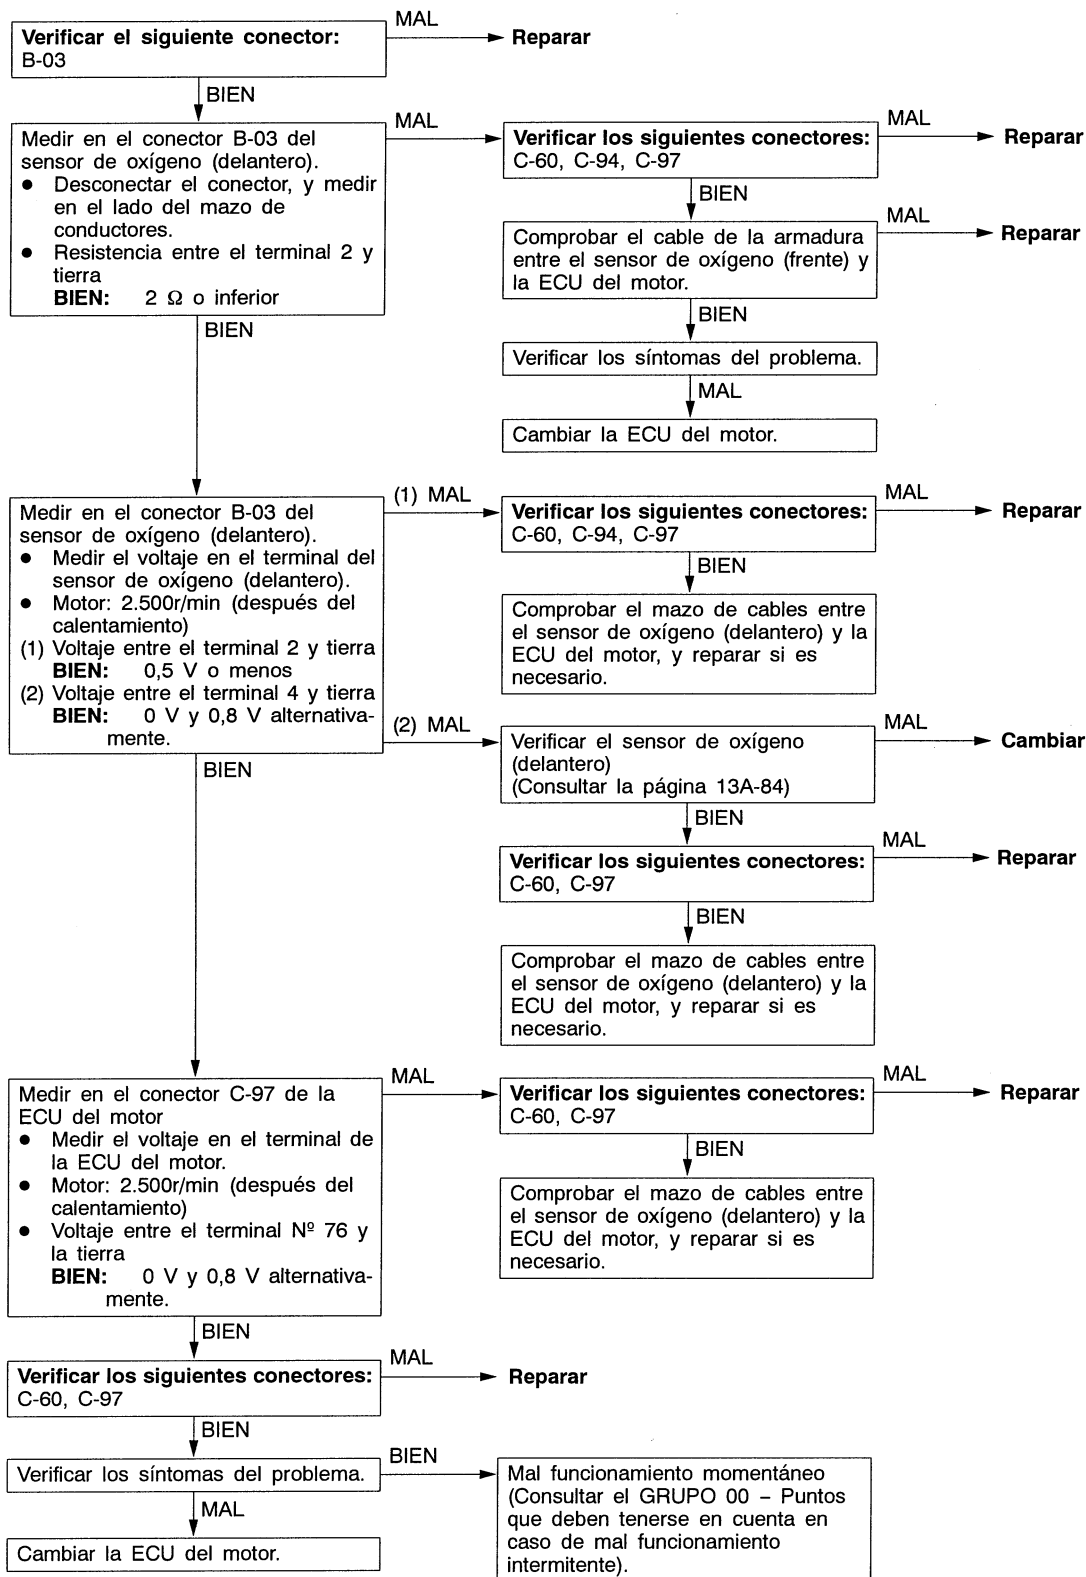 MAL
Verificar el siguiente conector:
B-03
Reparar
BIEN
Medir en el conector B-03 del
sensor de oxígeno (delantero).
● Desconectar el conector, y medir
en el lado del mazo de
conductores.
● Resistencia entre el terminal 2 y
tierra
BIEN: 2 Ω o inferior
MAL
Verificar los siguientes conectores:
C-60, C-94, C-97
MAL
Reparar
BIEN
Comprobar el cable de la armadura
entre el sensor de oxígeno (frente) y
la ECU del motor.
MAL
Reparar
BIEN
Verificar los síntomas del problema.
MAL
Cambiar la ECU del motor.
BIEN
Medir en el conector B-03 del
sensor de oxígeno (delantero).
● Medir el voltaje en el terminal del
sensor de oxígeno (delantero).
● Motor: 2.500r/min (después del
calentamiento)
(1) Voltaje entre el terminal 2 y tierra
BIEN: 0,5 V o menos
(2) Voltaje entre el terminal 4 y tierra
BIEN: 0 V y 0,8 V alternativa-
mente.
(1) MAL
Verificar los siguientes conectores:
C-60, C-94, C-97
MAL
Reparar
BIEN
Comprobar el mazo de cables entre
el sensor de oxígeno (delantero) y la
ECU del motor, y reparar si es
necesario.
(2) MAL
Verificar el sensor de oxígeno
(delantero)
(Consultar la página 13A-84)
MAL
Cambiar
BIEN
Verificar los siguientes conectores:
C-60, C-97
MAL
Reparar
BIEN
Comprobar el mazo de cables entre
el sensor de oxígeno (delantero) y la
ECU del motor, y reparar si es
necesario.
BIEN
Medir en el conector C-97 de la
ECU del motor
● Medir el voltaje en el terminal de
la ECU del motor.
● Motor: 2.500r/min (después del
calentamiento)
● Voltaje entre el terminal Nº 76 y
la tierra
BIEN: 0 V y 0,8 V alternativa-
mente.
MAL
Verificar los siguientes conectores:
C-60, C-97
MAL
Reparar
BIEN
Comprobar el mazo de cables entre
el sensor de oxígeno (delantero) y la
ECU del motor, y reparar si es
necesario.
BIEN
Verificar los siguientes conectores:
C-60, C-97
MAL
Reparar
BIEN
Verificar los síntomas del problema.
BIEN
Mal funcionamiento momentáneo
(Consultar el GRUPO 00 – Puntos
que deben tenerse en cuenta en
caso de mal funcionamiento
intermitente).
MAL
Cambiar la ECU del motor.